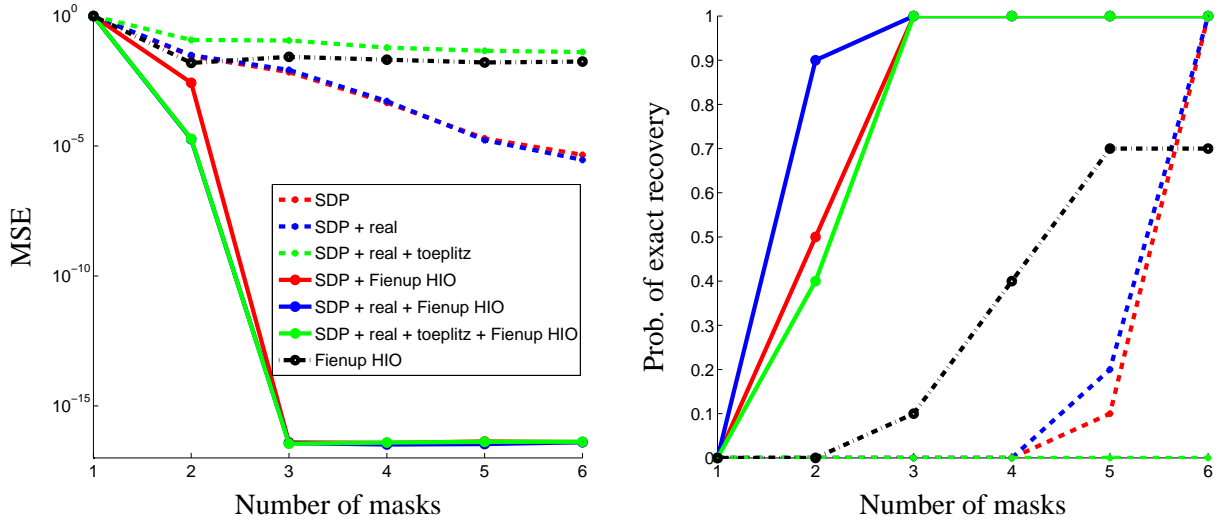 10^0
10^-5
10^-10
10^-15
MSE
SDP
SDP + real
SDP + real + toeplitz
SDP + Fienup HIO
SDP + real + Fienup HIO
SDP + real + toeplitz + Fienup HIO
Fienup HIO
1 2 3 4 5 6
Number of masks
1
0.9
0.8
0.7
0.6
0.5
0.4
0.3
0.2
0.1
0
Prob. of exact recovery
1 2 3 4 5 6
Number of masks